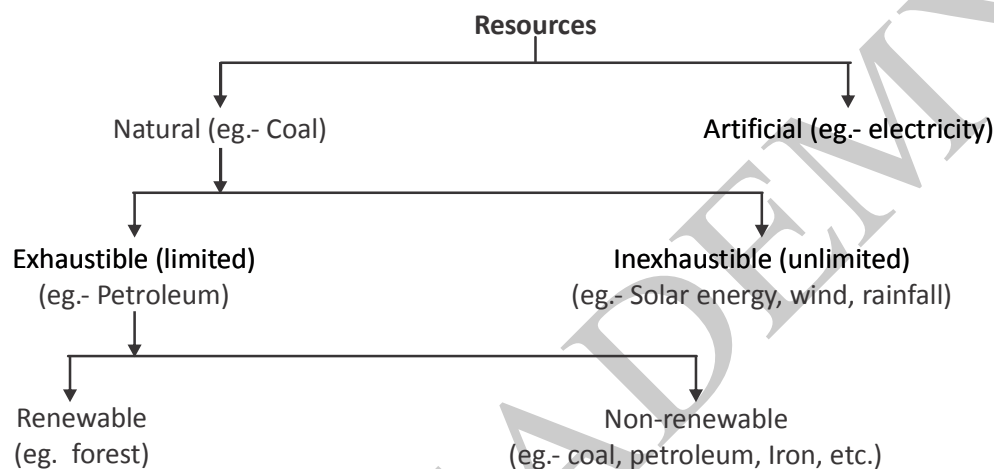 Resources
Natural (eg.- Coal)
Artificial (eg.- electricity)
Exhaustible (limited)
(eg.- Petroleum)
Inexhaustible (unlimited)
(eg.- Solar energy, wind, rainfall)
Renewable
(eg. forest)
Non-renewable
(eg.- coal, petroleum, Iron, etc.)
ADEMY